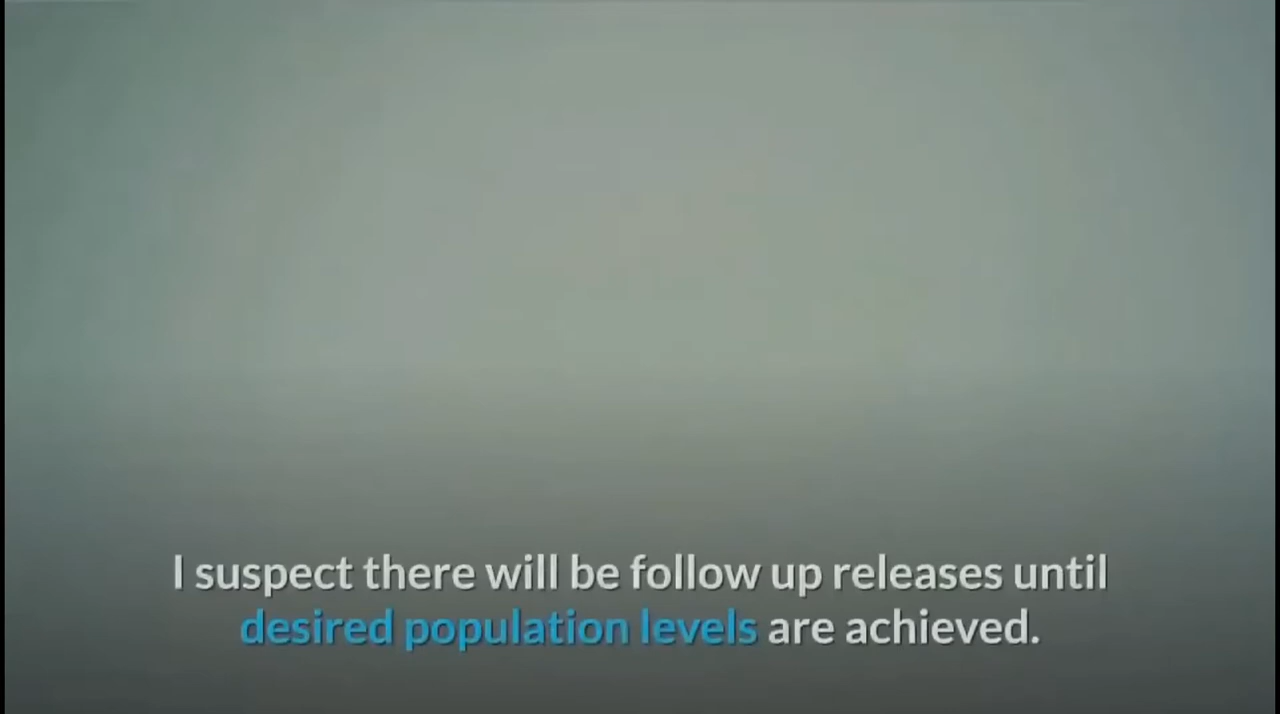 I suspect there will be follow up releases until
desired population levels are achieved.